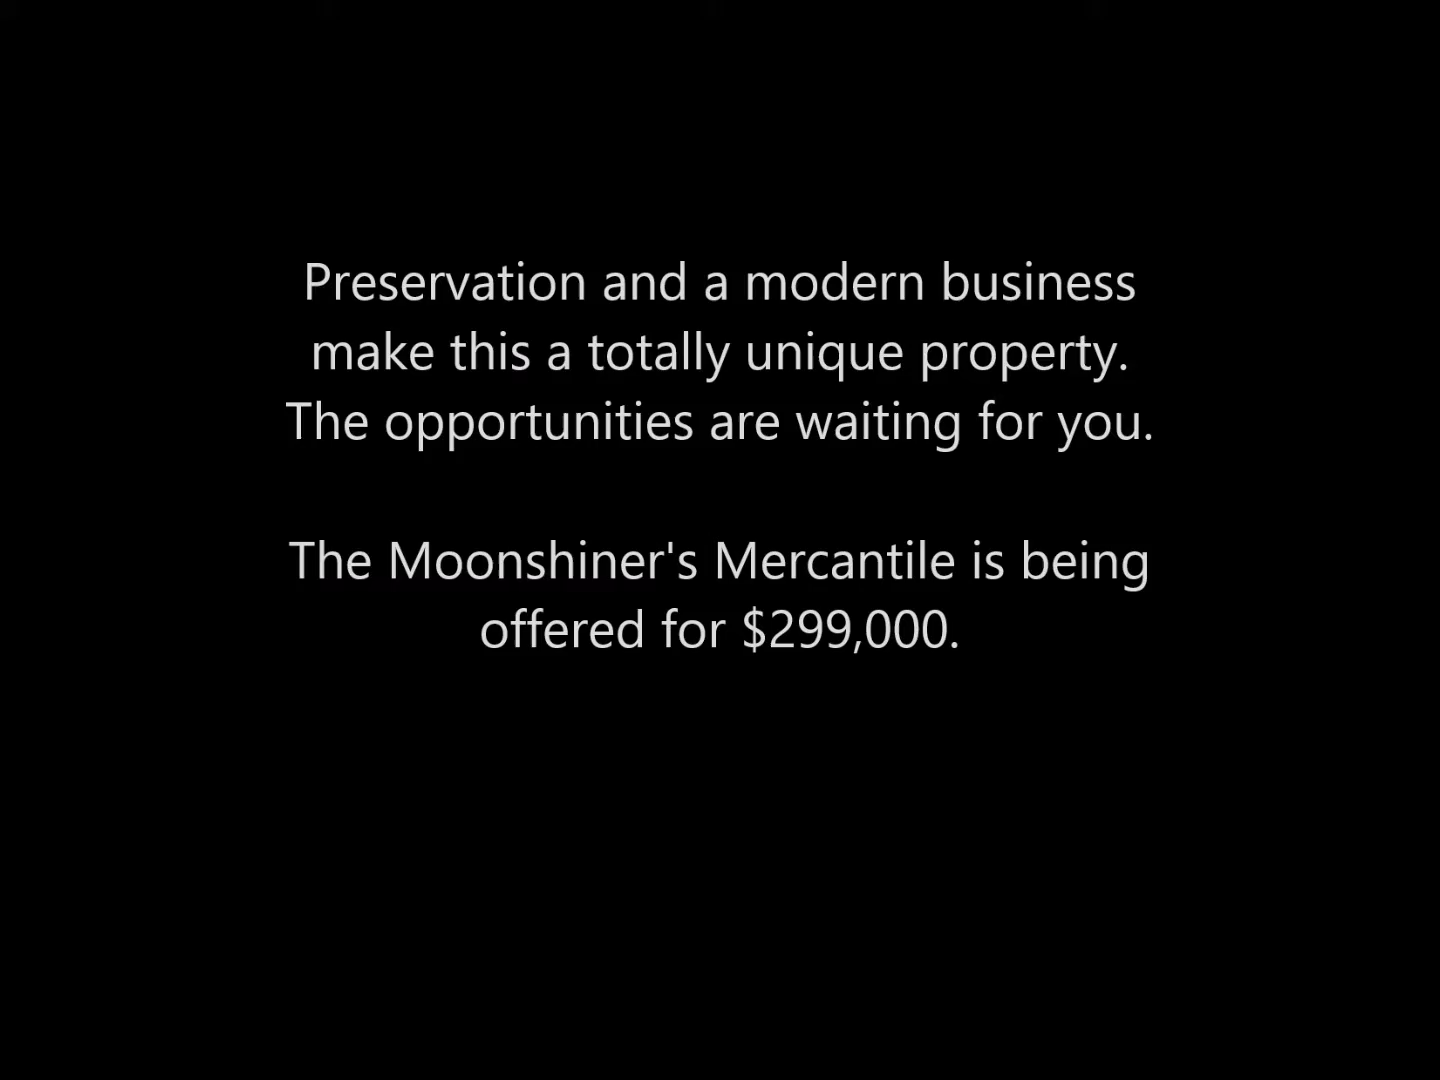 Preservation and a modern business
make this a totally unique property.
The opportunities are waiting for you.
The Moonshiner's Mercantile is being
offered for $299,000.